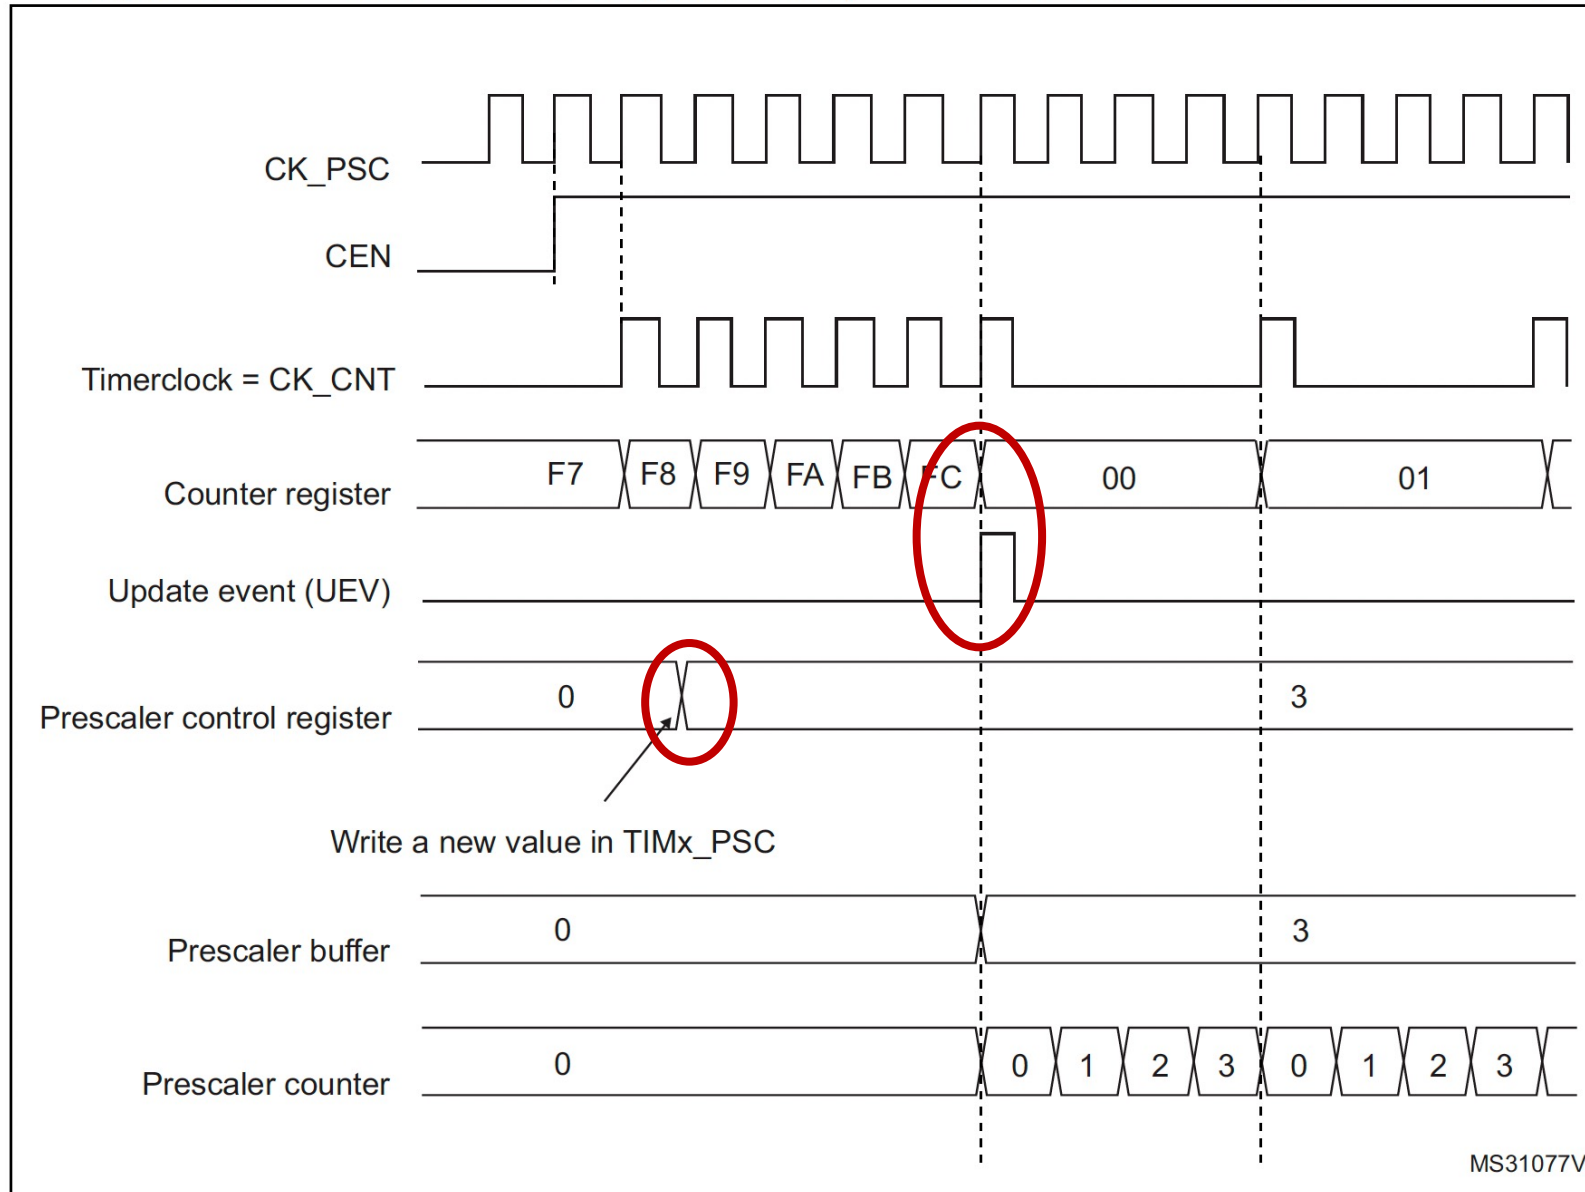 CK_PSC
CEN
Timerclock = CK_CNT
Counter register
F7 F8 F9 FA FB FC 00 01
Update event (UEV)
Prescaler control register
0 3
Write a new value in TIMx_PSC
Prescaler buffer
0 3
Prescaler counter
0 0 1 2 3 0 1 2 3
MS31077V